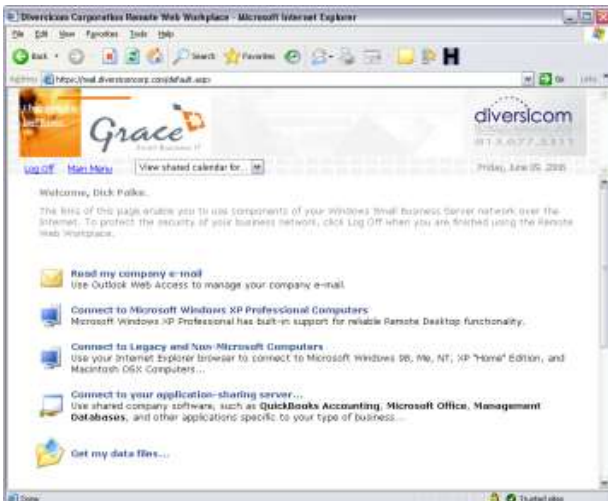 Diversicom Corporation Remote Web Workplace - Microsoft Internet Explorer
File Edit View Favorites Tools Help
Back Search Favorites
Go Links
Grace
diversicom
Log Off Main Menu View shared calendar for...
Welcome, Dick Polke.
The links of this page enable you to use components of your Windows Small Business Server network over the
Internet. To protect the security of your business network, click Log Off when you are finished using the Remote
Web Workplace.
Read my company e-mail
Use Outlook Web Access to manage your company e-mail.
Connect to Microsoft Windows XP Professional Computers
Microsoft Windows XP Professional has built-in support for reliable Remote Desktop functionality.
Connect to Legacy and Non-Microsoft Computers
Use your Internet Explorer browser to connect to Microsoft Windows 98, Me, NT, XP "Home" Edition, and
Macintosh OSX Computers...
Connect to your application-sharing server...
Use shared company software, such as QuickBooks Accounting, Microsoft Office, Management
Databases, and other applications specific to your type of business...
Get my data files...
Done Trusted sites